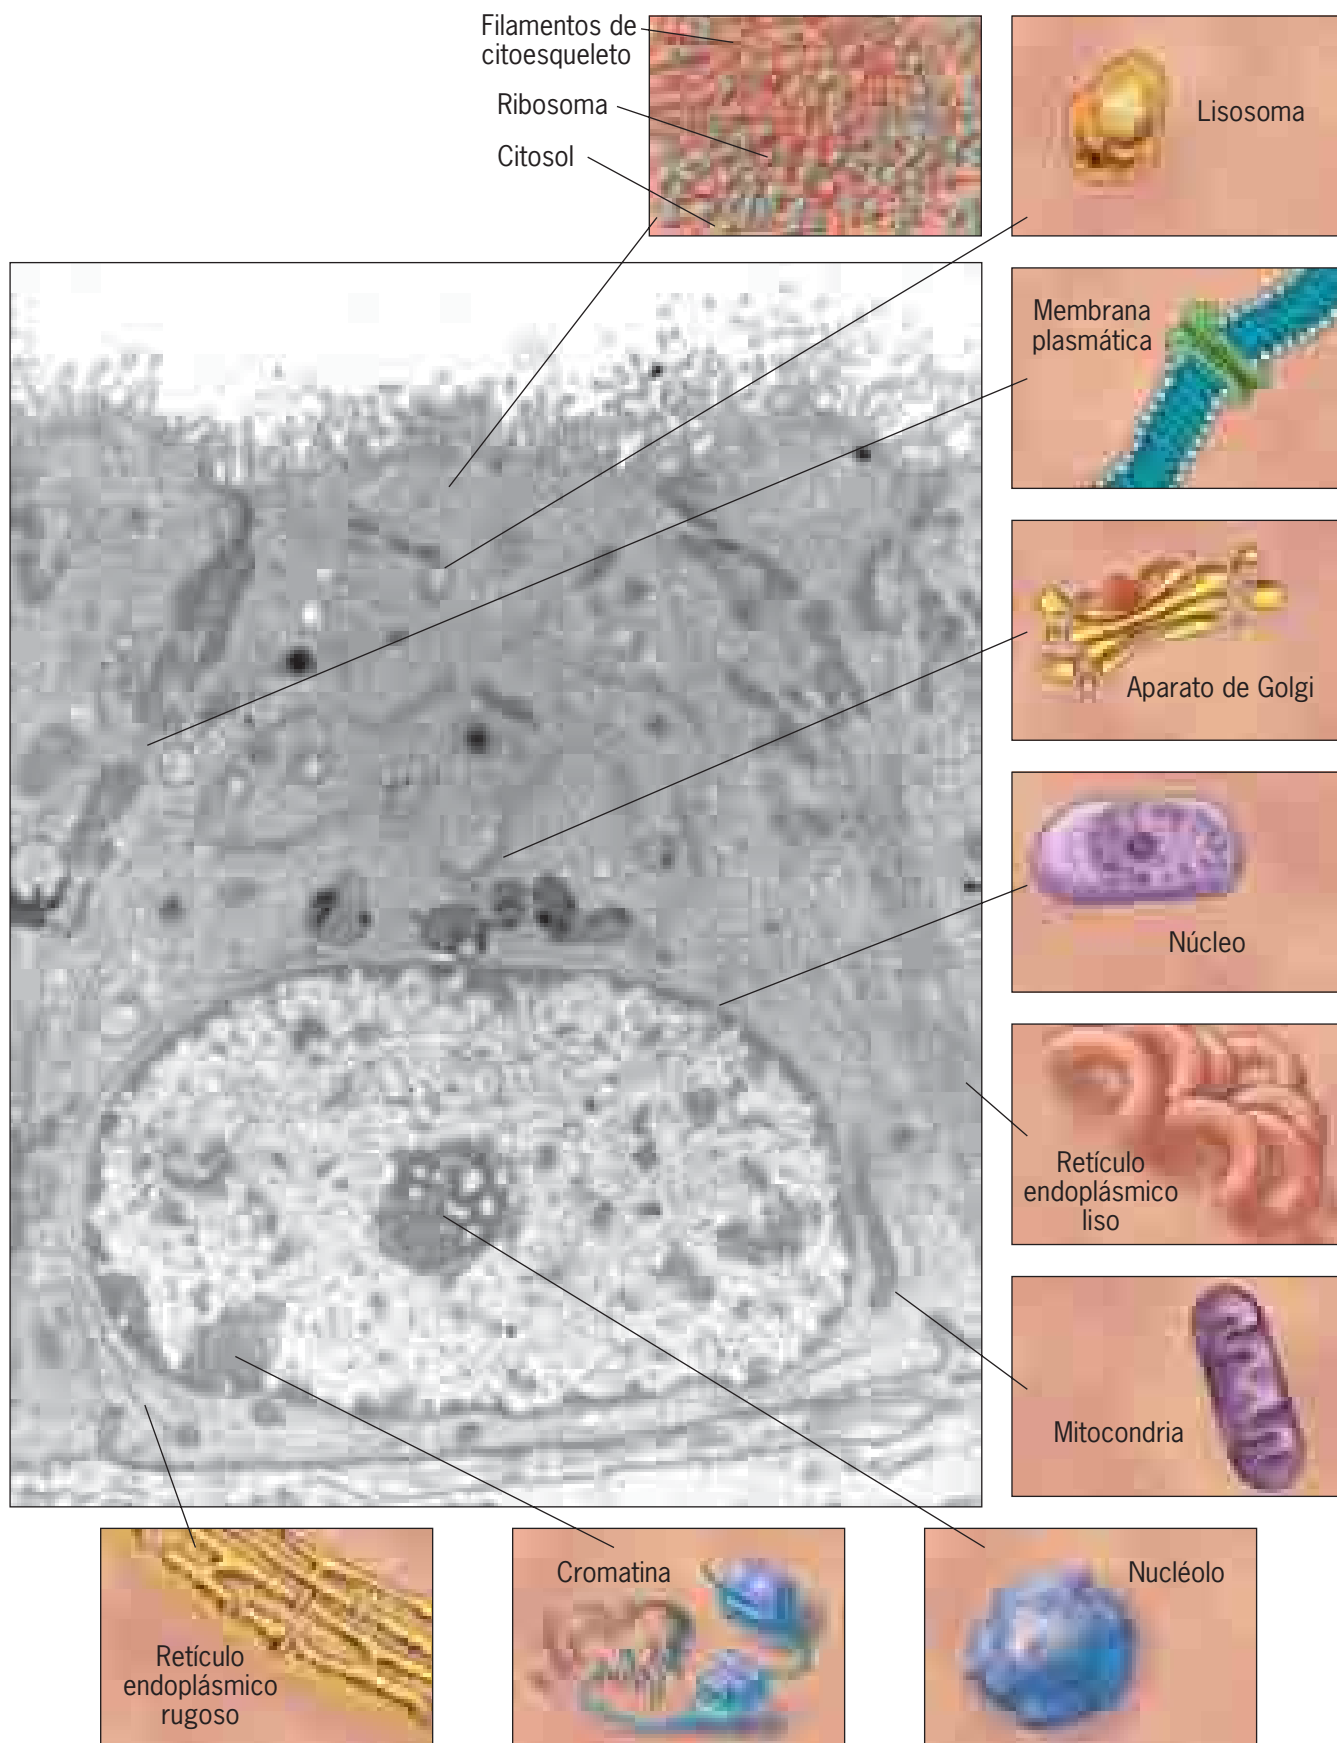 Filamentos de
citoesqueleto
Ribosoma
Citosol
Lisosoma
Membrana
plasmática
Aparato de Golgi
Núcleo
Retículo
endoplásmico
liso
Mitocondria
Retículo
endoplásmico
rugoso
Cromatina
Nucléolo